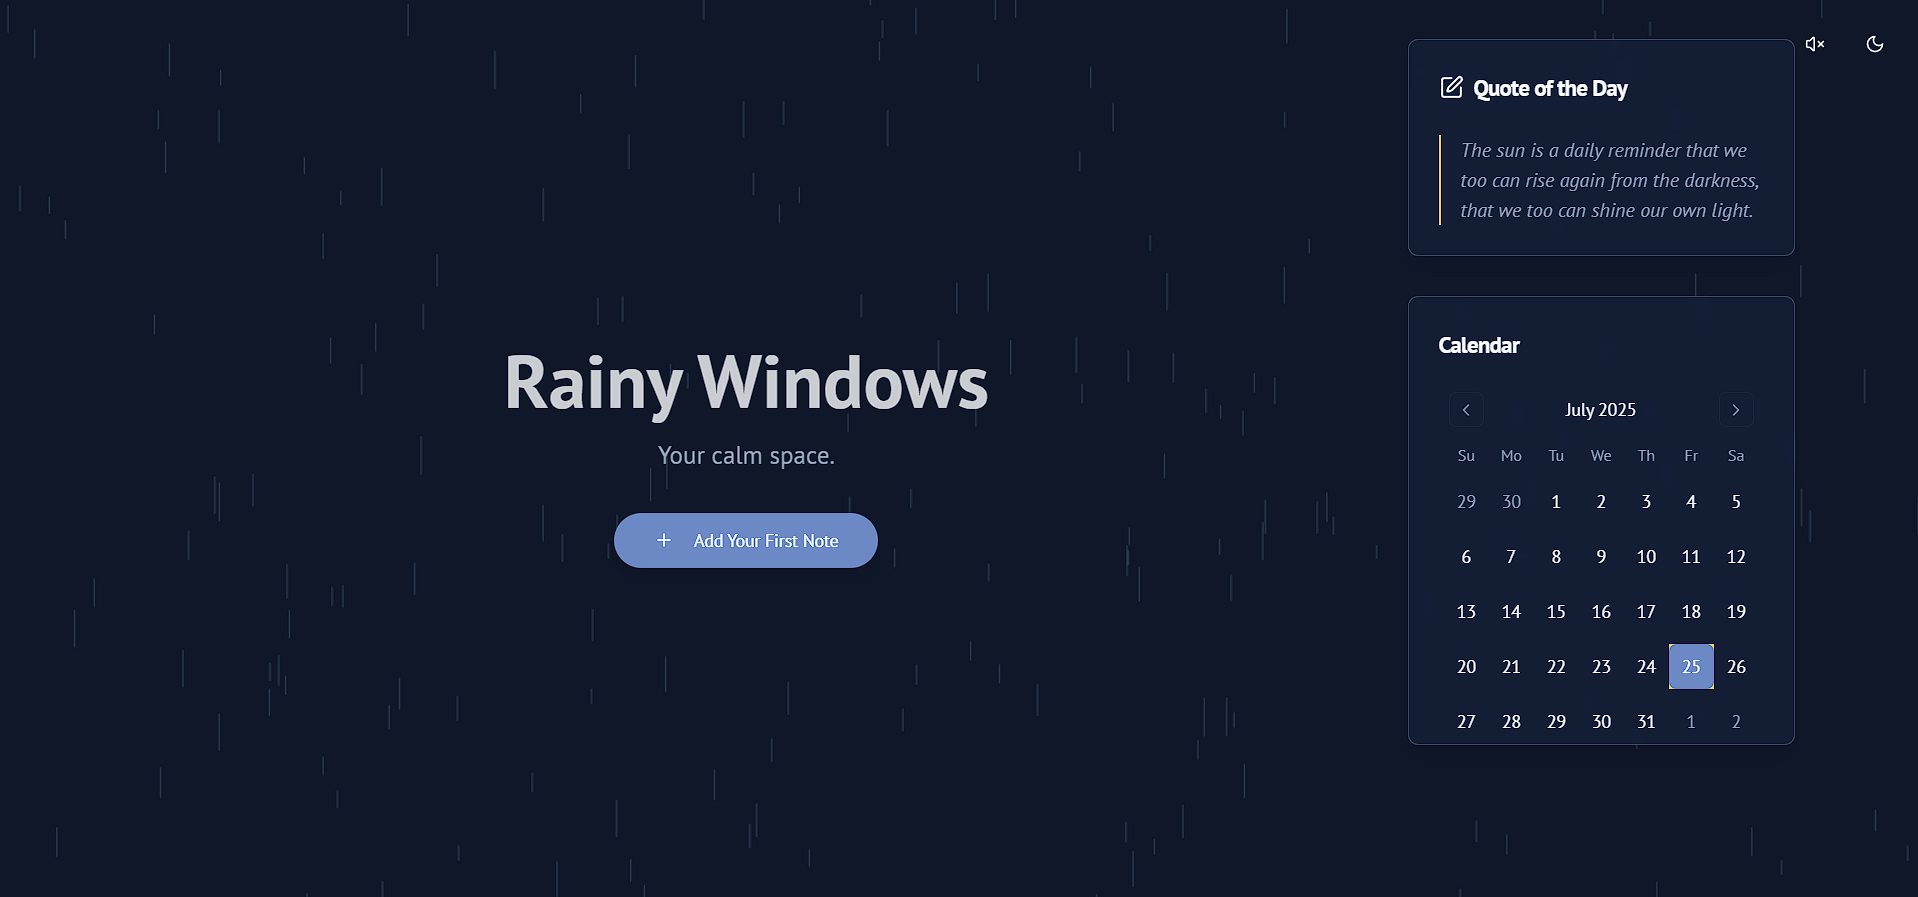 Rainy Windows
Your calm space.
Add Your First Note
Quote of the Day
The sun is a daily reminder that we
too can rise again from the darkness,
that we too can shine our own light.
Calendar
July 2025
Su Mo Tu We Th Fr Sa
29 30 1 2 3 4 5
6 7 8 9 10 11 12
13 14 15 16 17 18 19
20 21 22 23 24 25 26
27 28 29 30 31 1 2